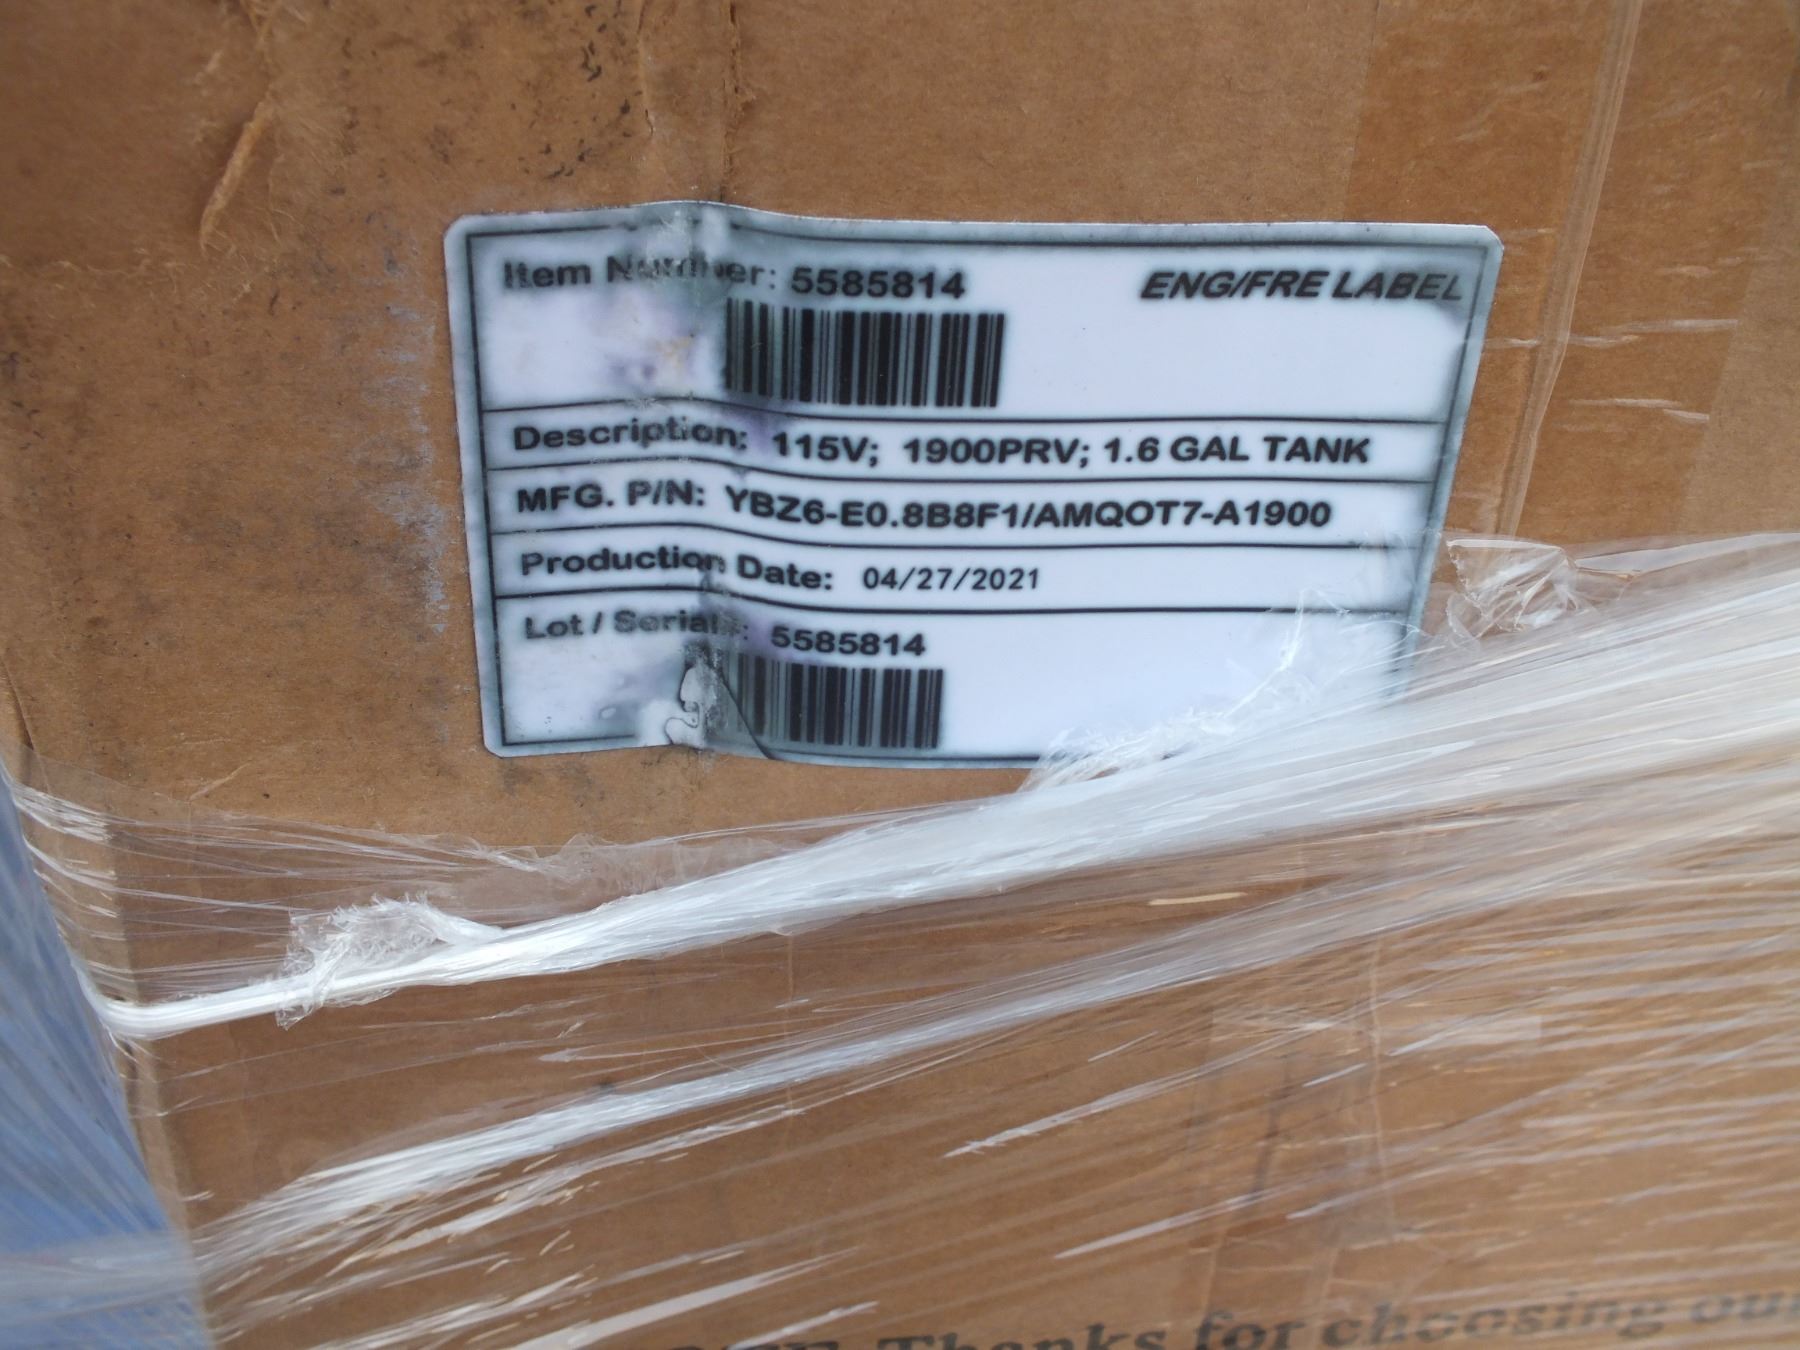 Item Number: 5585814 ENG/FRE LABEL
Description: 115V; 1900PRV; 1.6 GAL TANK
MFG. P/N: YBZ6-E0.8B8F1/AMQOT7-A1900
Production Date: 04/27/2021
Lot / Serial#: 5585814
Thanks for choosing our